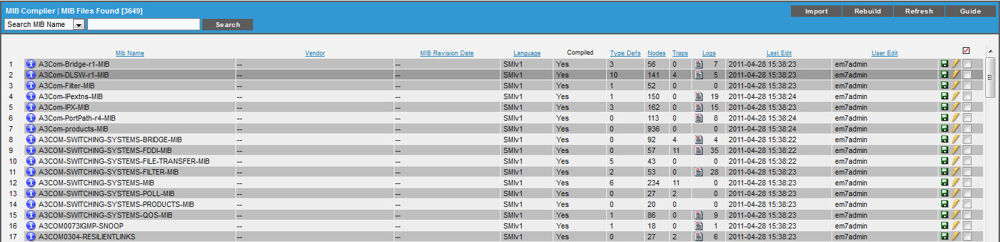 MIB Complier | MIB Files Found [3649] Import Rebuild Refresh Guide
Search MIB Name Search
Mib Name Vendor MIB Revision Date Language Compiled Type Defs Nodes Traps Logs Last Edit User Edit
1 A3Com-Bridge-r1-MIB -- -- SMIv1 Yes 3 56 0 7 2011-04-28 15:38:23 em7admin
2 A3Com-DLSW-r1-MIB -- -- SMIv1 Yes 10 141 4 5 2011-04-28 15:38:23 em7admin
3 A3Com-Filter-MIB -- -- SMIv1 Yes 1 52 0 0 2011-04-28 15:38:23 em7admin
4 A3Com-IPextns-MIB -- -- SMIv1 Yes 1 150 0 19 2011-04-28 15:38:24 em7admin
5 A3Com-IPX-MIB -- -- SMIv1 Yes 3 162 0 15 2011-04-28 15:38:23 em7admin
6 A3Com-PortPath-r4-MIB -- -- SMIv1 Yes 0 113 0 8 2011-04-28 15:38:24 em7admin
7 A3Com-products-MIB -- -- SMIv1 Yes 0 936 0 0 2011-04-28 15:38:24 em7admin
8 A3COM-SWITCHING-SYSTEMS-BRIDGE-MIB -- -- SMIv1 Yes 0 92 4 4 2011-04-28 15:38:22 em7admin
9 A3COM-SWITCHING-SYSTEMS-FDDI-MIB -- -- SMIv1 Yes 0 57 11 35 2011-04-28 15:38:22 em7admin
10 A3COM-SWITCHING-SYSTEMS-FILE-TRANSFER-MIB -- -- SMIv1 Yes 5 43 0 0 2011-04-28 15:38:22 em7admin
11 A3COM-SWITCHING-SYSTEMS-FILTER-MIB -- -- SMIv1 Yes 2 53 0 28 2011-04-28 15:38:23 em7admin
12 A3COM-SWITCHING-SYSTEMS-MIB -- -- SMIv1 Yes 6 234 11 0 2011-04-28 15:38:23 em7admin
13 A3COM-SWITCHING-SYSTEMS-POLL-MIB -- -- SMIv1 Yes 0 27 2 0 2011-04-28 15:38:23 em7admin
14 A3COM-SWITCHING-SYSTEMS-PRODUCTS-MIB -- -- SMIv1 Yes 0 20 0 0 2011-04-28 15:38:23 em7admin
15 A3COM-SWITCHING-SYSTEMS-QOS-MIB -- -- SMIv1 Yes 1 86 0 9 2011-04-28 15:38:23 em7admin
16 A3COM0073IGMP-SNOOP -- -- SMIv1 Yes 1 18 0 1 2011-04-28 15:38:23 em7admin
17 A3COM0304-RESILIENTLINKS -- -- SMIv1 Yes 0 27 2 6 2011-04-28 15:38:23 em7admin